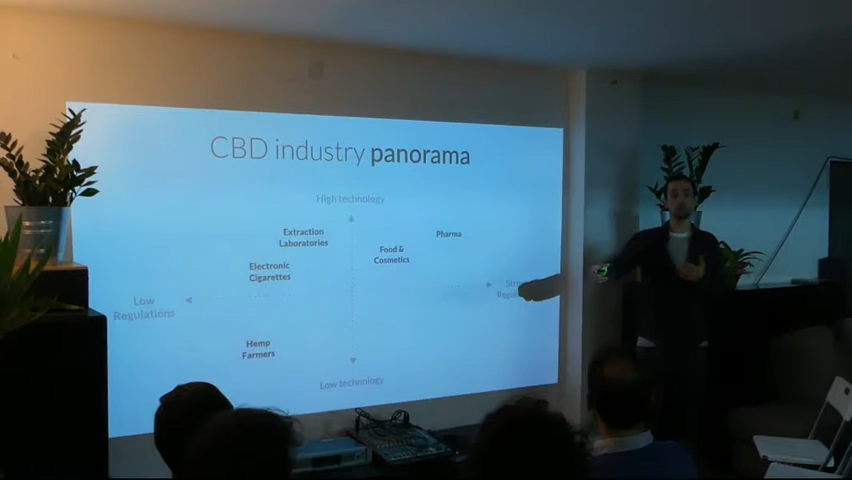 CBD industry panorama
High technology
Extraction
Laboratories
Pharma
Food &
Cosmetics
Electronic
Cigarettes
Low
Regulations
Hemp
Farmers
Low technology